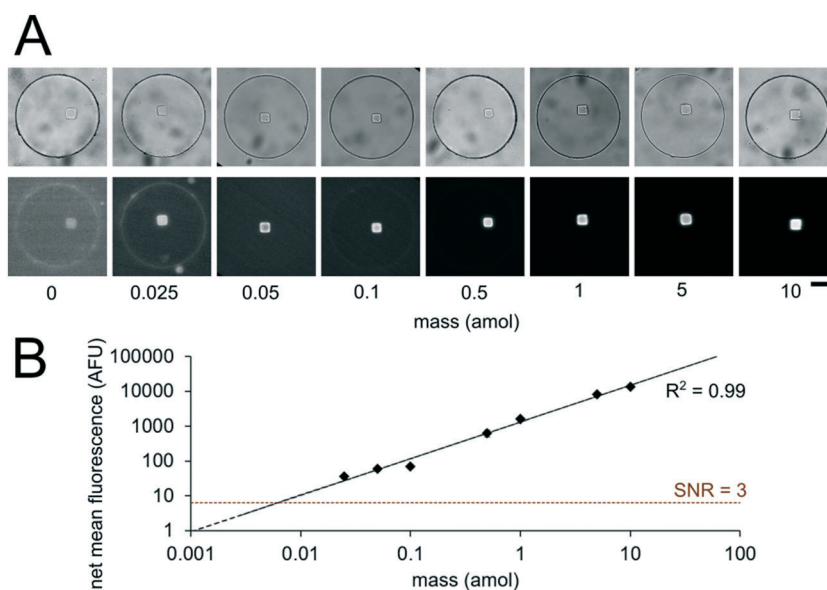 A
0 0.025 0.05 0.1 0.5 1 5 10
mass (amol)
B
net mean fluorescence (AFU)
100000
10000
1000
100
10
1
R² = 0.99
SNR = 3
0.001 0.01 0.1 1 10 100
mass (amol)